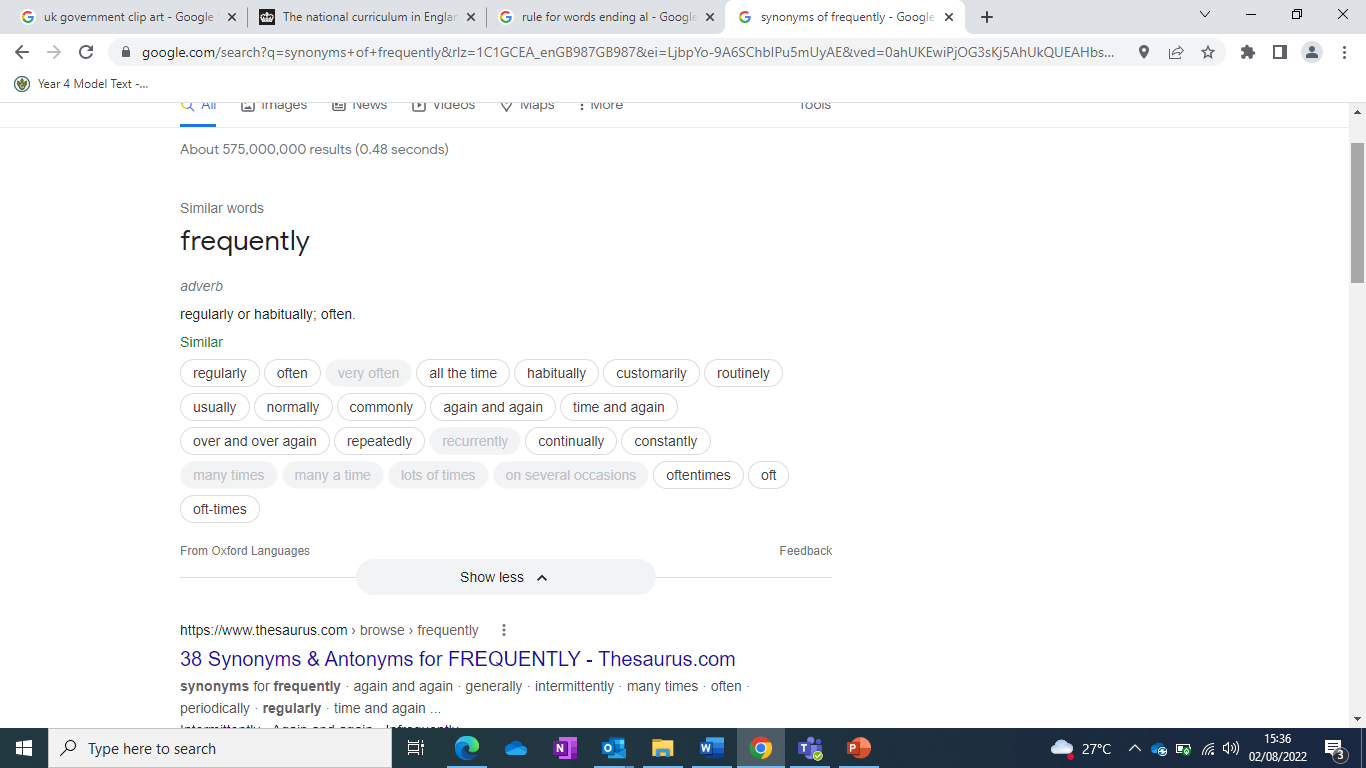 uk government clip art - Google
The national curriculum in Englan
rule for words ending al - Google
synonyms of frequently - Google
google.com/search?q=synonyms+of+frequently&rlz=1C1GCEA_enGB987GB987&ei=LjbpYo-9A6SChbIPu5mUyAE&ved=0ahUKEwiPjOG3sKj5AhUkQUEAHbs...
Year 4 Model Text -...
All Images News Videos Maps More Tools
About 575,000,000 results (0.48 seconds)
Similar words
frequently
adverb
regularly or habitually; often.
Similar
regularly often very often all the time habitually customarily routinely
usually normally commonly again and again time and again
over and over again repeatedly recurrently continually constantly
many times many a time lots of times on several occasions oftentimes oft
oft-times
From Oxford Languages Feedback
Show less
https://www.thesaurus.com › browse › frequently
38 Synonyms & Antonyms for FREQUENTLY - Thesaurus.com
synonyms for frequently · again and again · generally · intermittently · many times · often ·
periodically · regularly · time and again ...
Intermittently · Again and again · Infrequently
Type here to search
27°C
15:36
02/08/2022
3